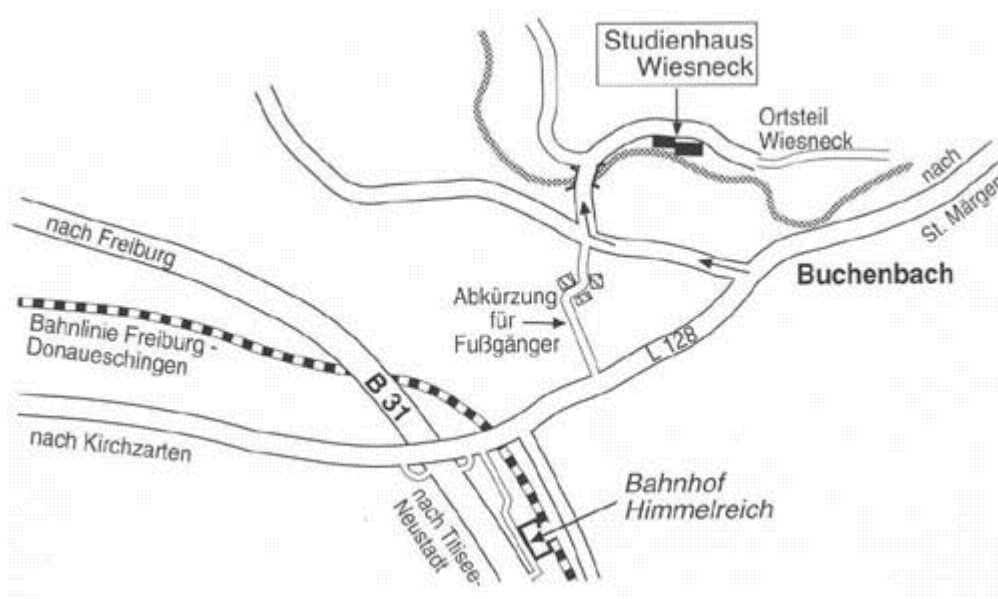 Studienhaus
Wiesneck
Ortsteil
Wiesneck
nach
St. Märgen
nach Freiburg
Buchenbach
Abkürzung
für
Fußgänger
Bahnlinie Freiburg -
Donaueschingen
L 128
B 31
nach Kirchzarten
nach Titisee-
Neustadt
Bahnhof
Himmelreich